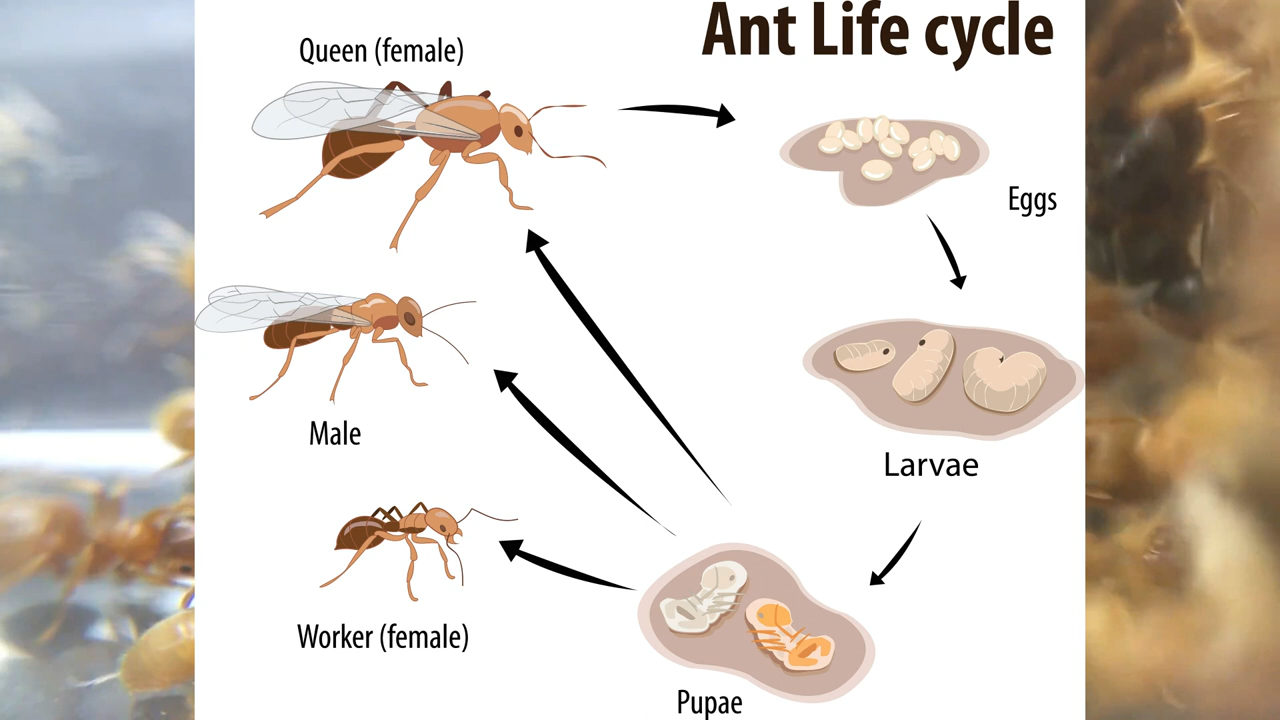 Ant Life cycle
Queen (female)
Eggs
Male
Larvae
Worker (female)
Pupae